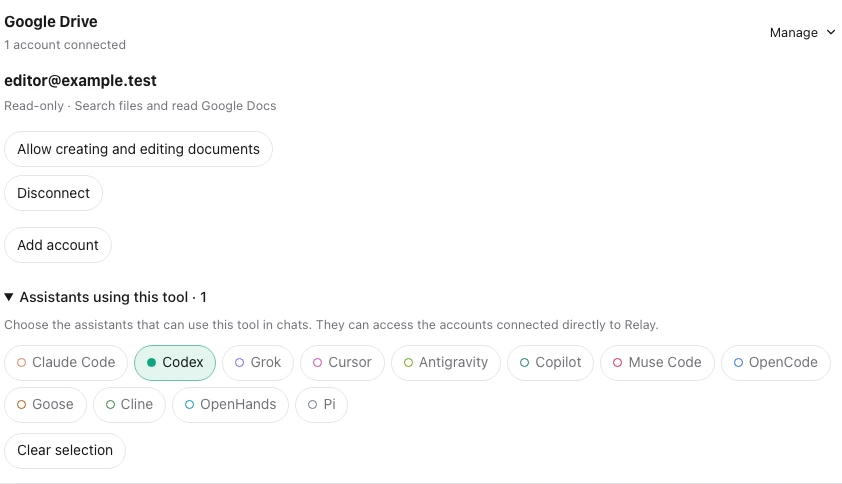 Google Drive
1 account connected
Manage
editor@example.test
Read-only · Search files and read Google Docs
Allow creating and editing documents
Disconnect
Add account
Assistants using this tool · 1
Choose the assistants that can use this tool in chats. They can access the accounts connected directly to Relay.
Claude Code Codex Grok Cursor Antigravity Copilot Muse Code OpenCode
Goose Cline OpenHands Pi
Clear selection